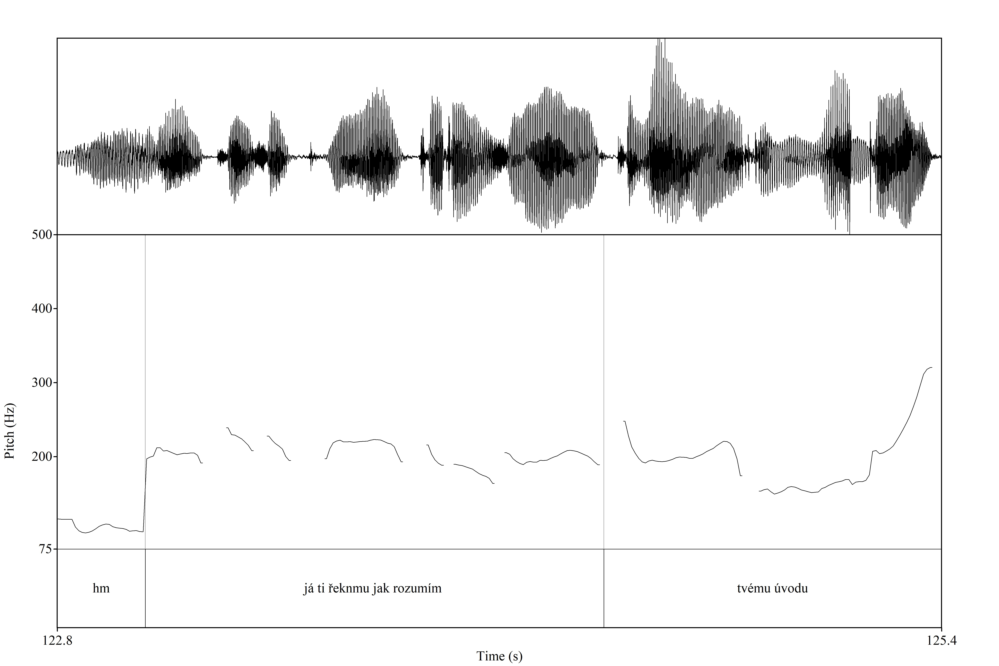 500
400
300
200
75
Pitch (Hz)
hm
já ti řeknmu jak rozumím
tvému úvodu
122.8
125.4
Time (s)